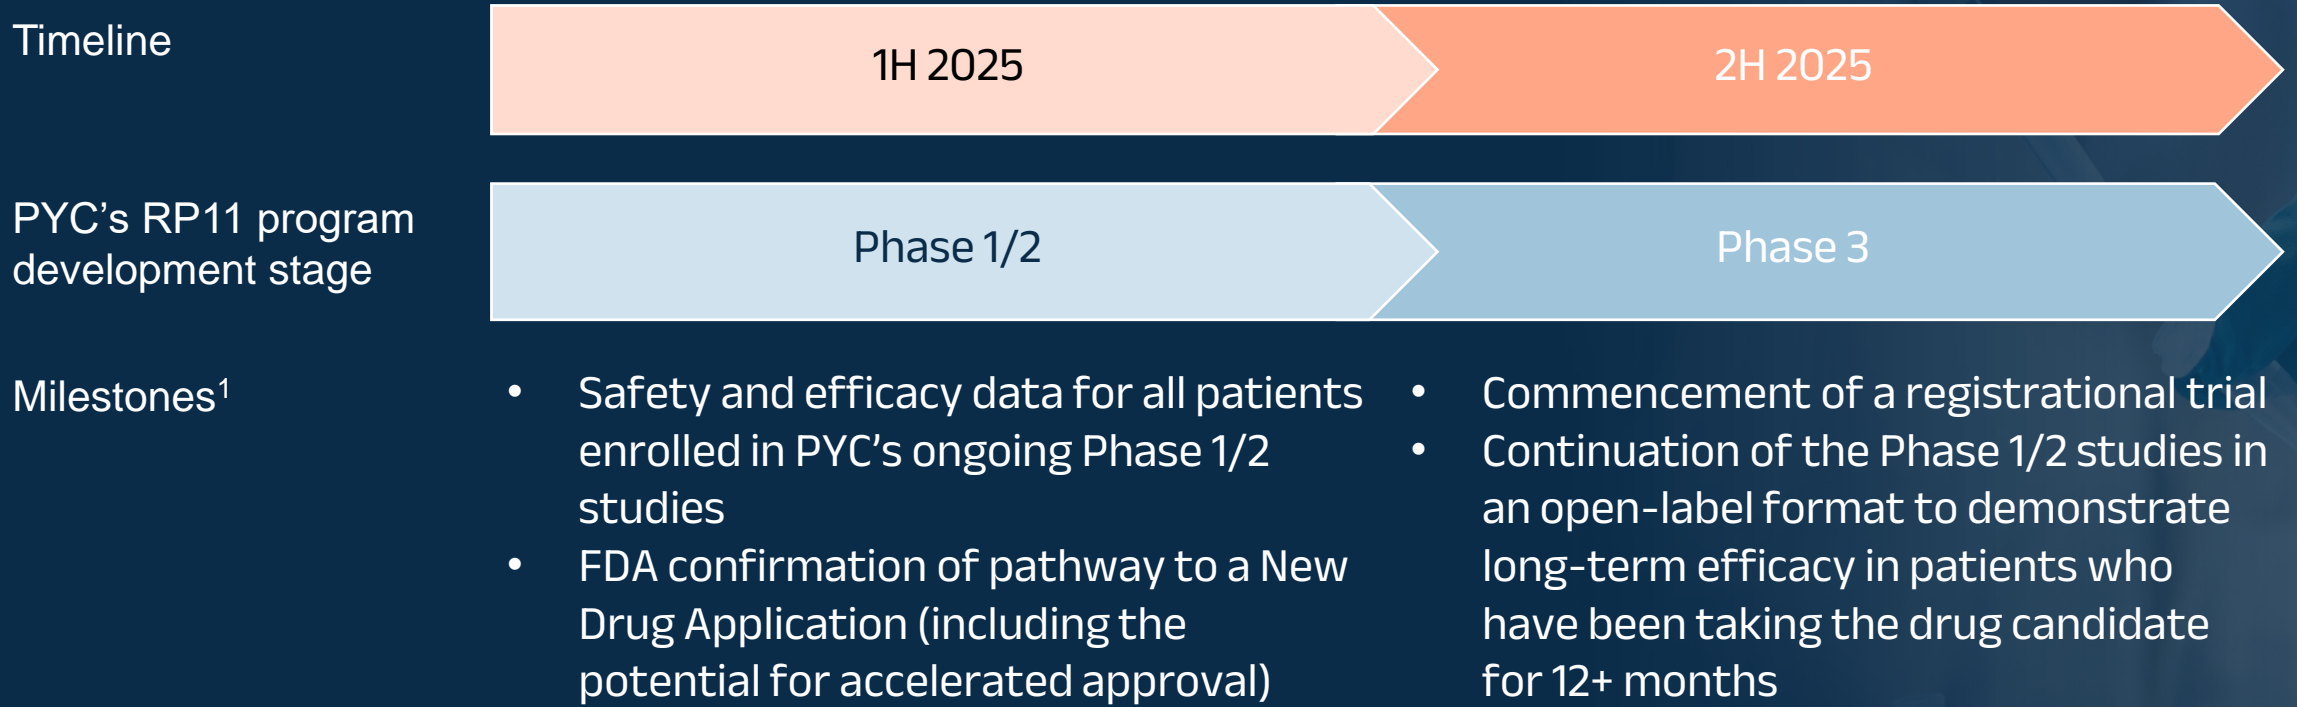 Timeline
1H 2025
2H 2025
PYC’s RP11 program
development stage
Phase 1/2
Phase 3
Milestones¹
• Safety and efficacy data for all patients
enrolled in PYC’s ongoing Phase 1/2
studies
• FDA confirmation of pathway to a New
Drug Application (including the
potential for accelerated approval)
• Commencement of a registrational trial
• Continuation of the Phase 1/2 studies in
an open-label format to demonstrate
long-term efficacy in patients who
have been taking the drug candidate
for 12+ months